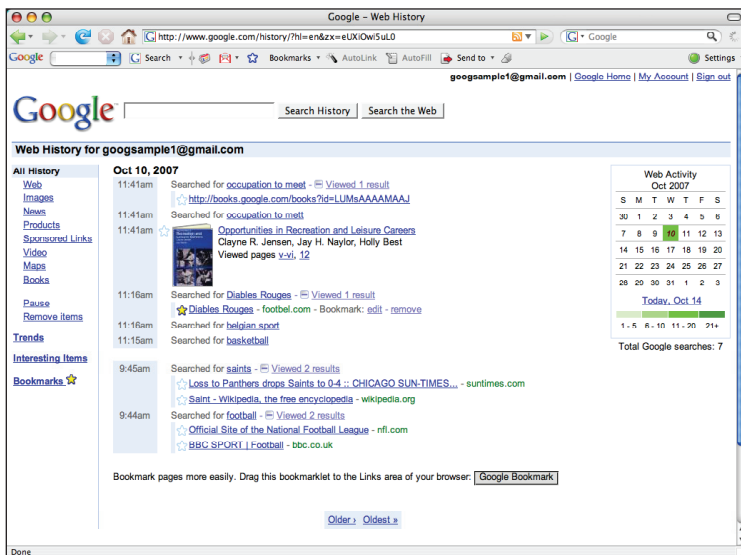 Google - Web History
http://www.google.com/history/?hl=en&zx=eUXiOwi5uL0
Google
Google Search Bookmarks AutoLink AutoFill Send to Settings
googsample1@gmail.com | Google Home | My Account | Sign out
Google Search History Search the Web
Web History for googsample1@gmail.com
All History
Web
Images
News
Products
Sponsored Links
Video
Maps
Books
Pause
Remove items
Trends
Interesting Items
Bookmarks
Oct 10, 2007
11:41am Searched for occupation to meet - Viewed 1 result
http://books.google.com/books?id=LUMsAAAAMAAJ
11:41am Searched for occupation to mett
11:41am Opportunities in Recreation and Leisure Careers
Clayne R. Jensen, Jay H. Naylor, Holly Best
Viewed pages v-vi, 12
11:16am Searched for Diables Rouges - Viewed 1 result
Diables Rouges - footbel.com - Bookmark: edit - remove
11:16am Searched for belgian sport
11:15am Searched for basketball
9:45am Searched for saints - Viewed 2 results
Loss to Panthers drops Saints to 0-4 :: CHICAGO SUN-TIMES... - suntimes.com
Saint - Wikipedia, the free encyclopedia - wikipedia.org
9:44am Searched for football - Viewed 2 results
Official Site of the National Football League - nfl.com
BBC SPORT | Football - bbc.co.uk
Bookmark pages more easily. Drag this bookmarklet to the Links area of your browser: Google Bookmark
Older › Oldest »
Web Activity
Oct 2007
S M T W T F S
30 1 2 3 4 5 6
7 8 9 10 11 12 13
14 15 16 17 18 19 20
21 22 23 24 25 26 27
28 29 30 31 1 2 3
Today, Oct 14
1 - 5 6 - 10 11 - 20 21+
Total Google searches: 7
Done